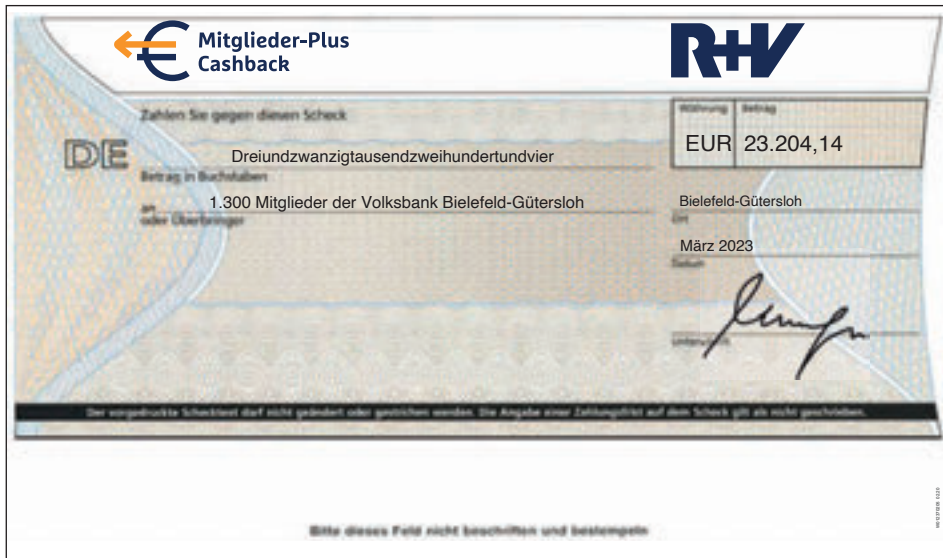 Mitglieder-Plus
Cashback
R+V
Zahlen Sie gegen diesen Scheck
Währung Betrag
DE
EUR 23.204,14
Dreiundzwanzigtausendzweihundertundvier
Betrag in Buchstaben
an 1.300 Mitglieder der Volksbank Bielefeld-Gütersloh
oder Überbringer
Bielefeld-Gütersloh
Ort
März 2023
Datum
Unterschrift
Der vorgedruckte Schecktext darf nicht geändert oder gestrichen werden. Die Angabe einer Zahlungsfrist auf dem Scheck gilt als nicht geschrieben.
Bitte dieses Feld nicht beschriften und bestempeln